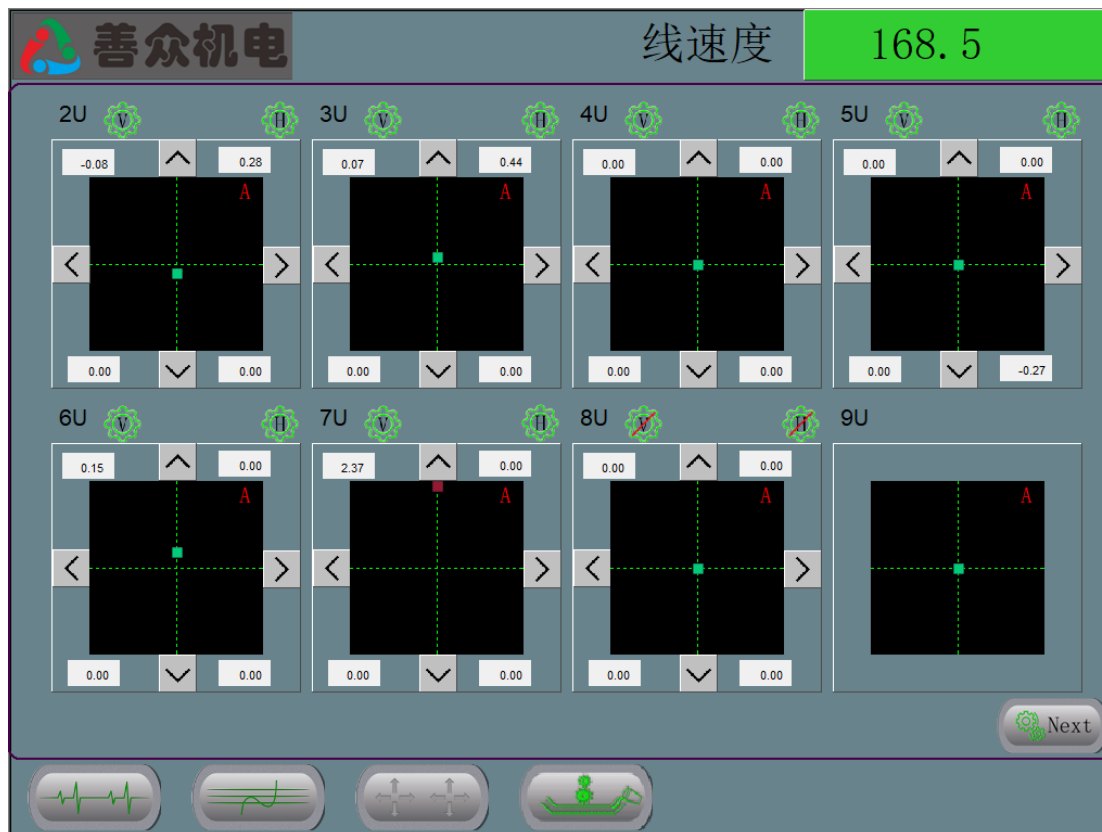 善众机电 线速度 168.5
2U V H 3U V H 4U V H 5U V H
-0.08 0.28 0.07 0.44 0.00 0.00 0.00 0.00
A A A A
0.00 0.00 0.00 0.00 0.00 0.00 0.00 -0.27
6U V H 7U V H 8U V H 9U
0.15 0.00 2.37 0.00 0.00 0.00
A A A A
0.00 0.00 0.00 0.00 0.00 0.00
Next